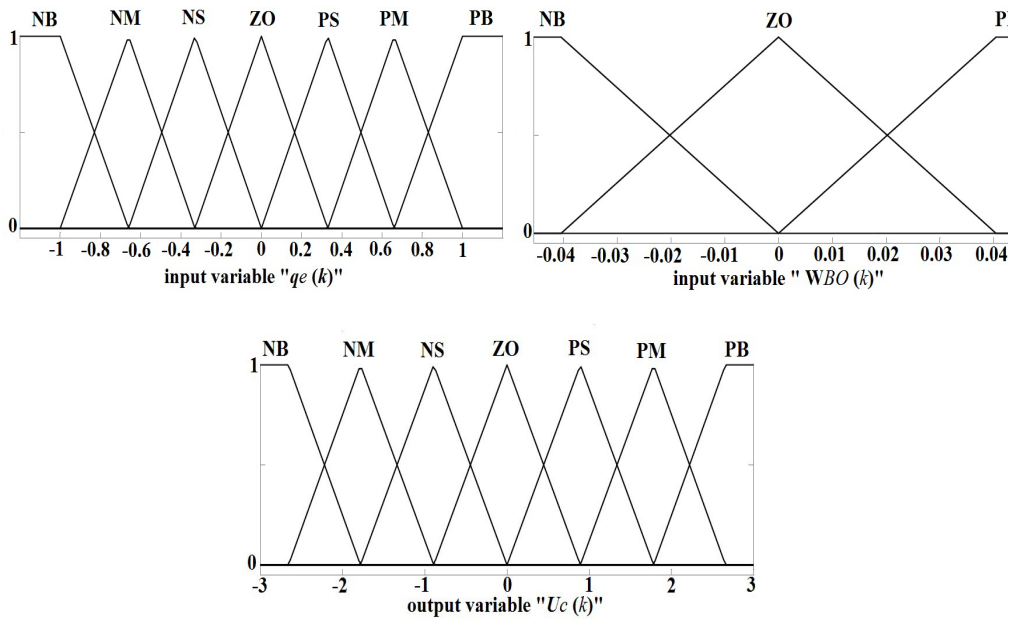 NB NM NS ZO PS PM PB
1
0
-1 -0.8 -0.6 -0.4 -0.2 0 0.2 0.4 0.6 0.8 1
input variable "qe (k)"
NB ZO
1
0
-0.04 -0.03 -0.02 -0.01 0 0.01 0.02 0.03 0.04
input variable " WBO (k)"
NB NM NS ZO PS PM PB
1
0
-3 -2 -1 0 1 2 3
output variable "Uc (k)"